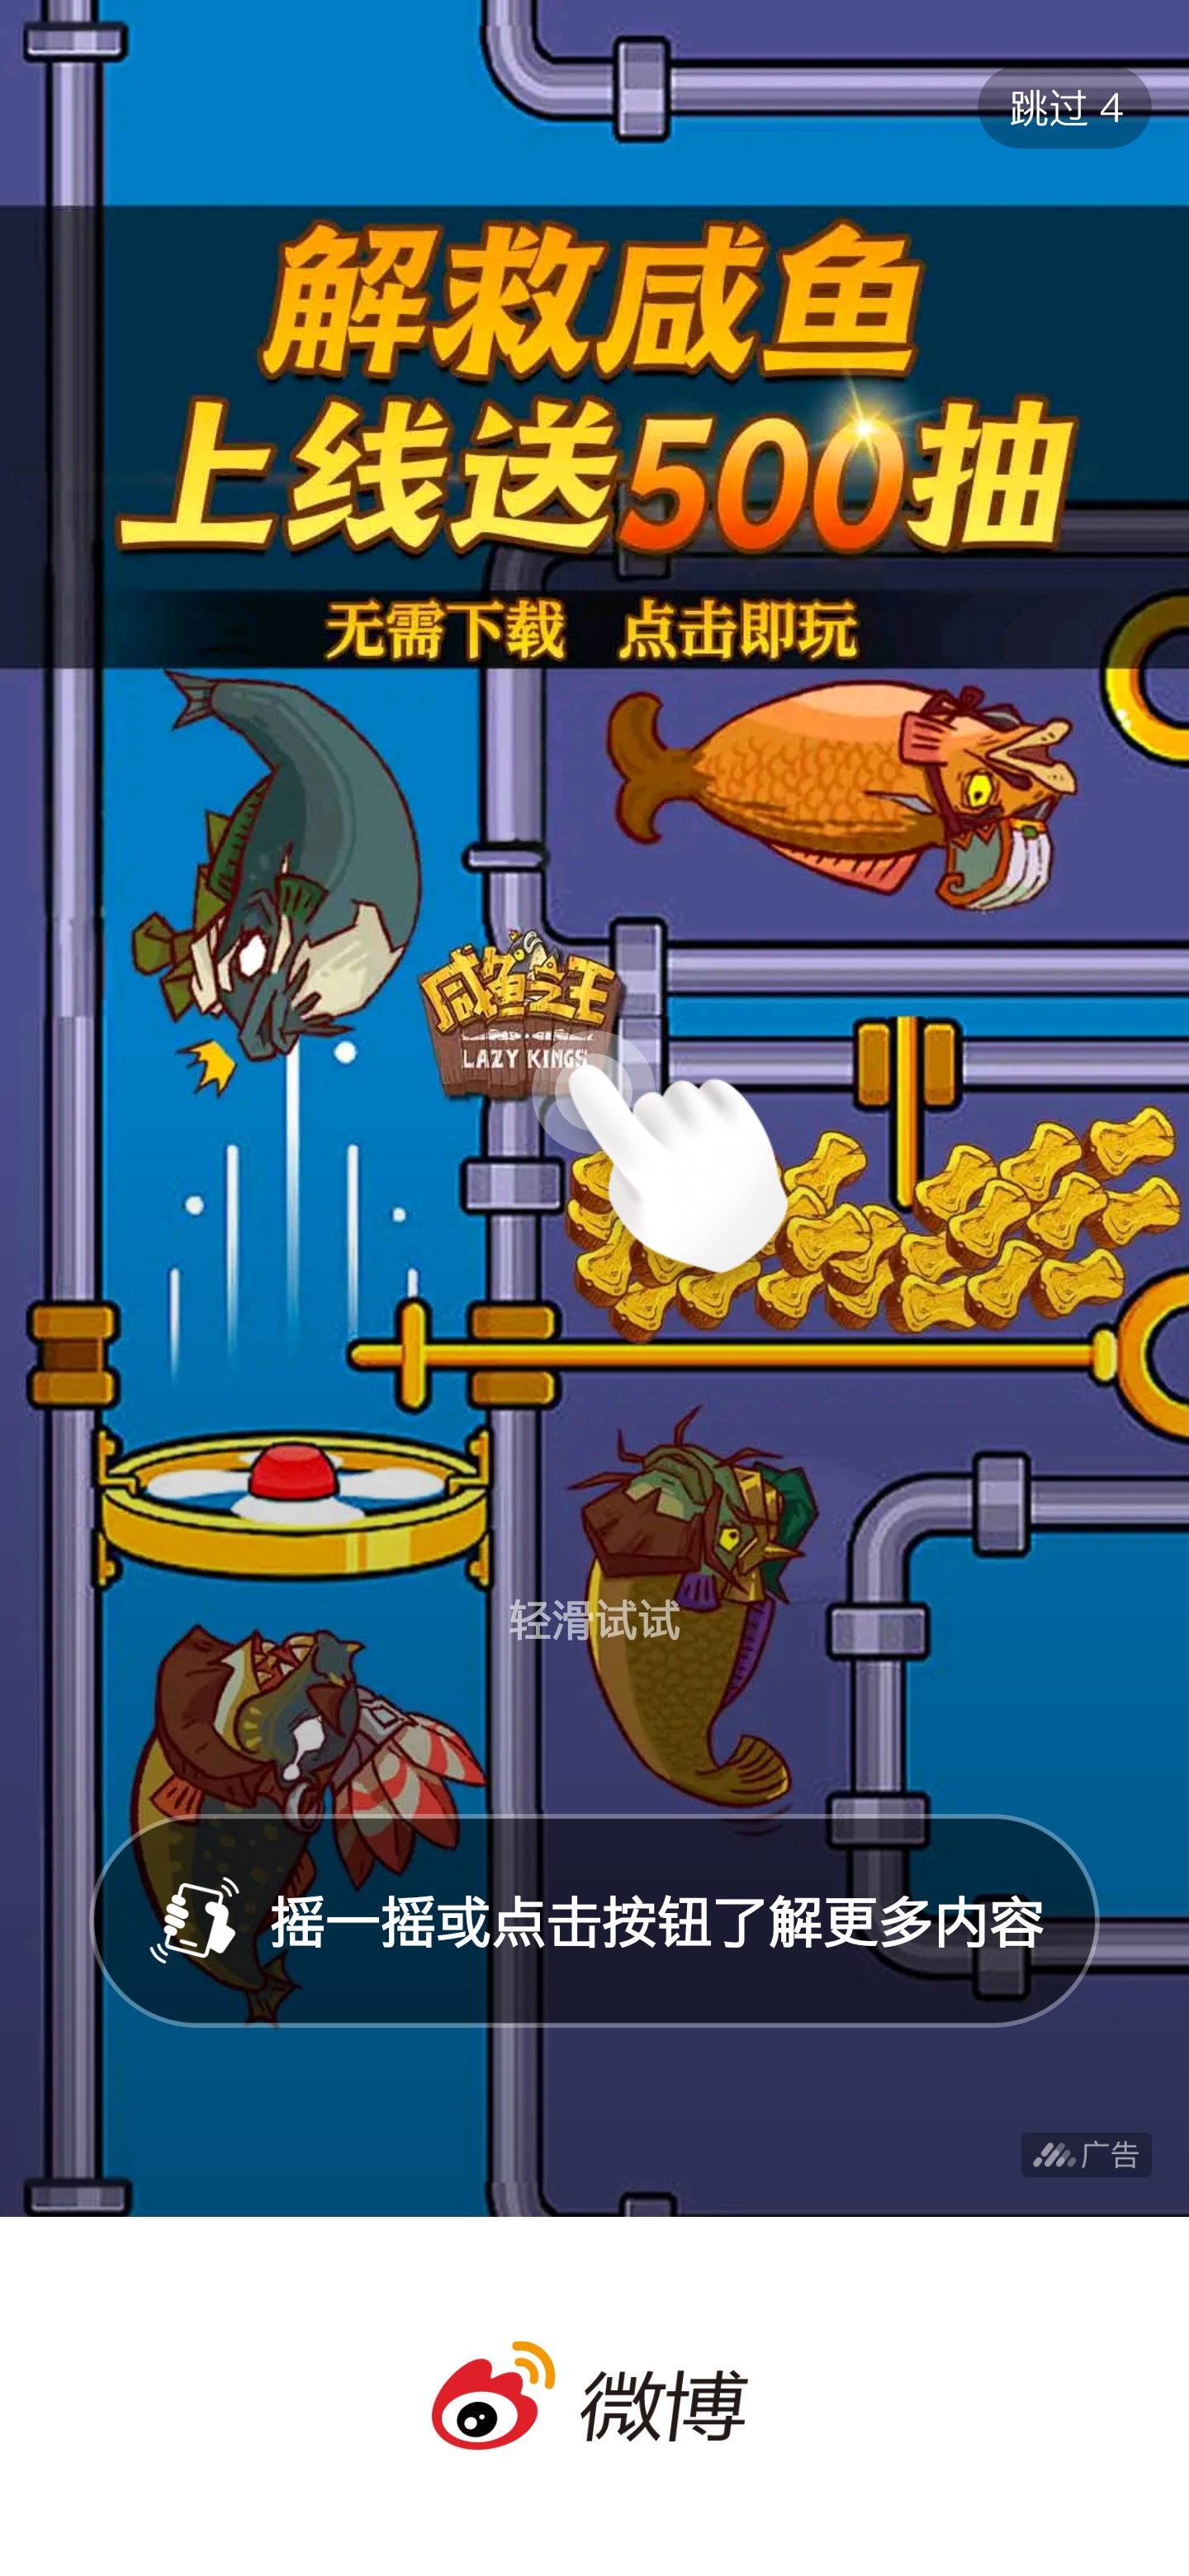 跳过 4
解救咸鱼
上线送500抽
无需下载 点击即玩
咸鱼之王
LAZY KINGS
轻滑试试
摇一摇或点击按钮了解更多内容
广告
微博